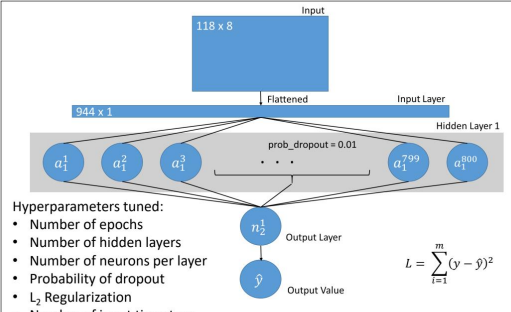 Input
118 x 8
Flattened
Input Layer
944 x 1
Hidden Layer 1
prob_dropout = 0.01
a₁¹ a₁² a₁³ . . . a₁⁷⁹⁹ a₁⁸⁰⁰
Hyperparameters tuned:
• Number of epochs
• Number of hidden layers
• Number of neurons per layer
• Probability of dropout
• L₂ Regularization
n₂¹
Output Layer
ŷ
Output Value
L = ∑ᵢ₌₁ᵐ (y − ŷ)²